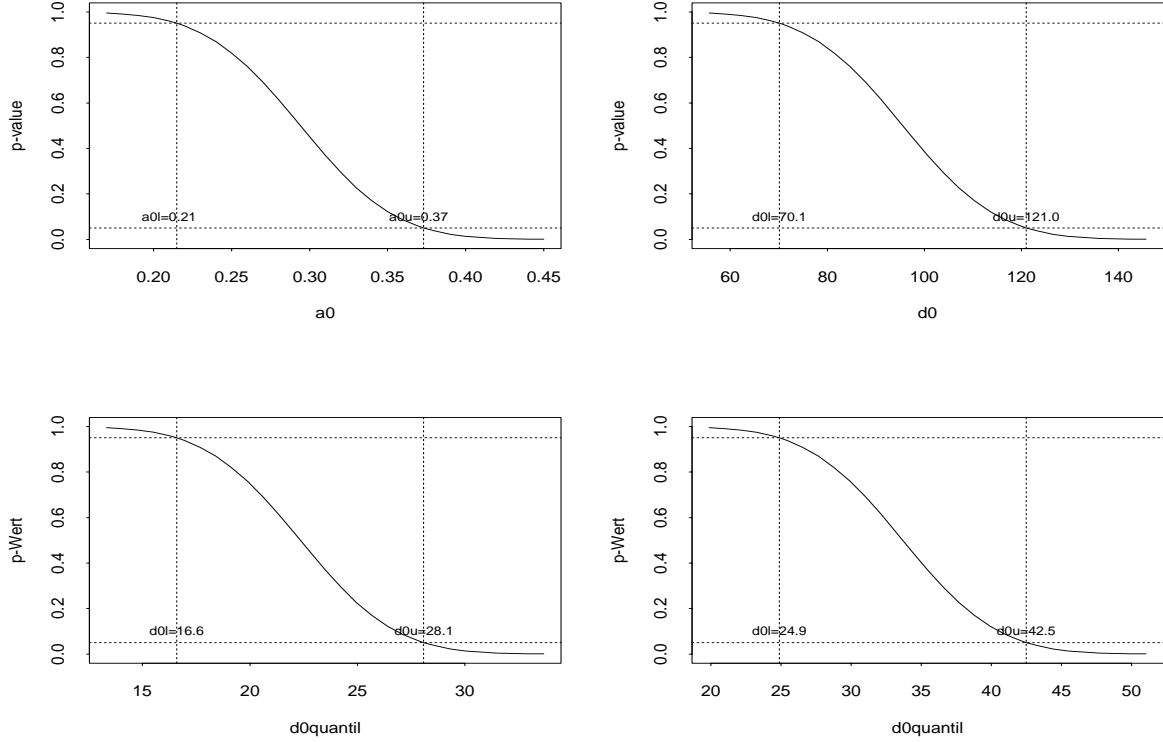 p-value
0.0 0.2 0.4 0.6 0.8 1.0
a0l=0.21
a0u=0.37
0.20 0.25 0.30 0.35 0.40 0.45
a0
p-value
0.0 0.2 0.4 0.6 0.8 1.0
d0l=70.1
d0u=121.0
60 80 100 120 140
d0
p-Wert
0.0 0.2 0.4 0.6 0.8 1.0
d0l=16.6
d0u=28.1
15 20 25 30
d0quantil
p-Wert
0.0 0.2 0.4 0.6 0.8 1.0
d0l=24.9
d0u=42.5
20 25 30 35 40 45 50
d0quantil